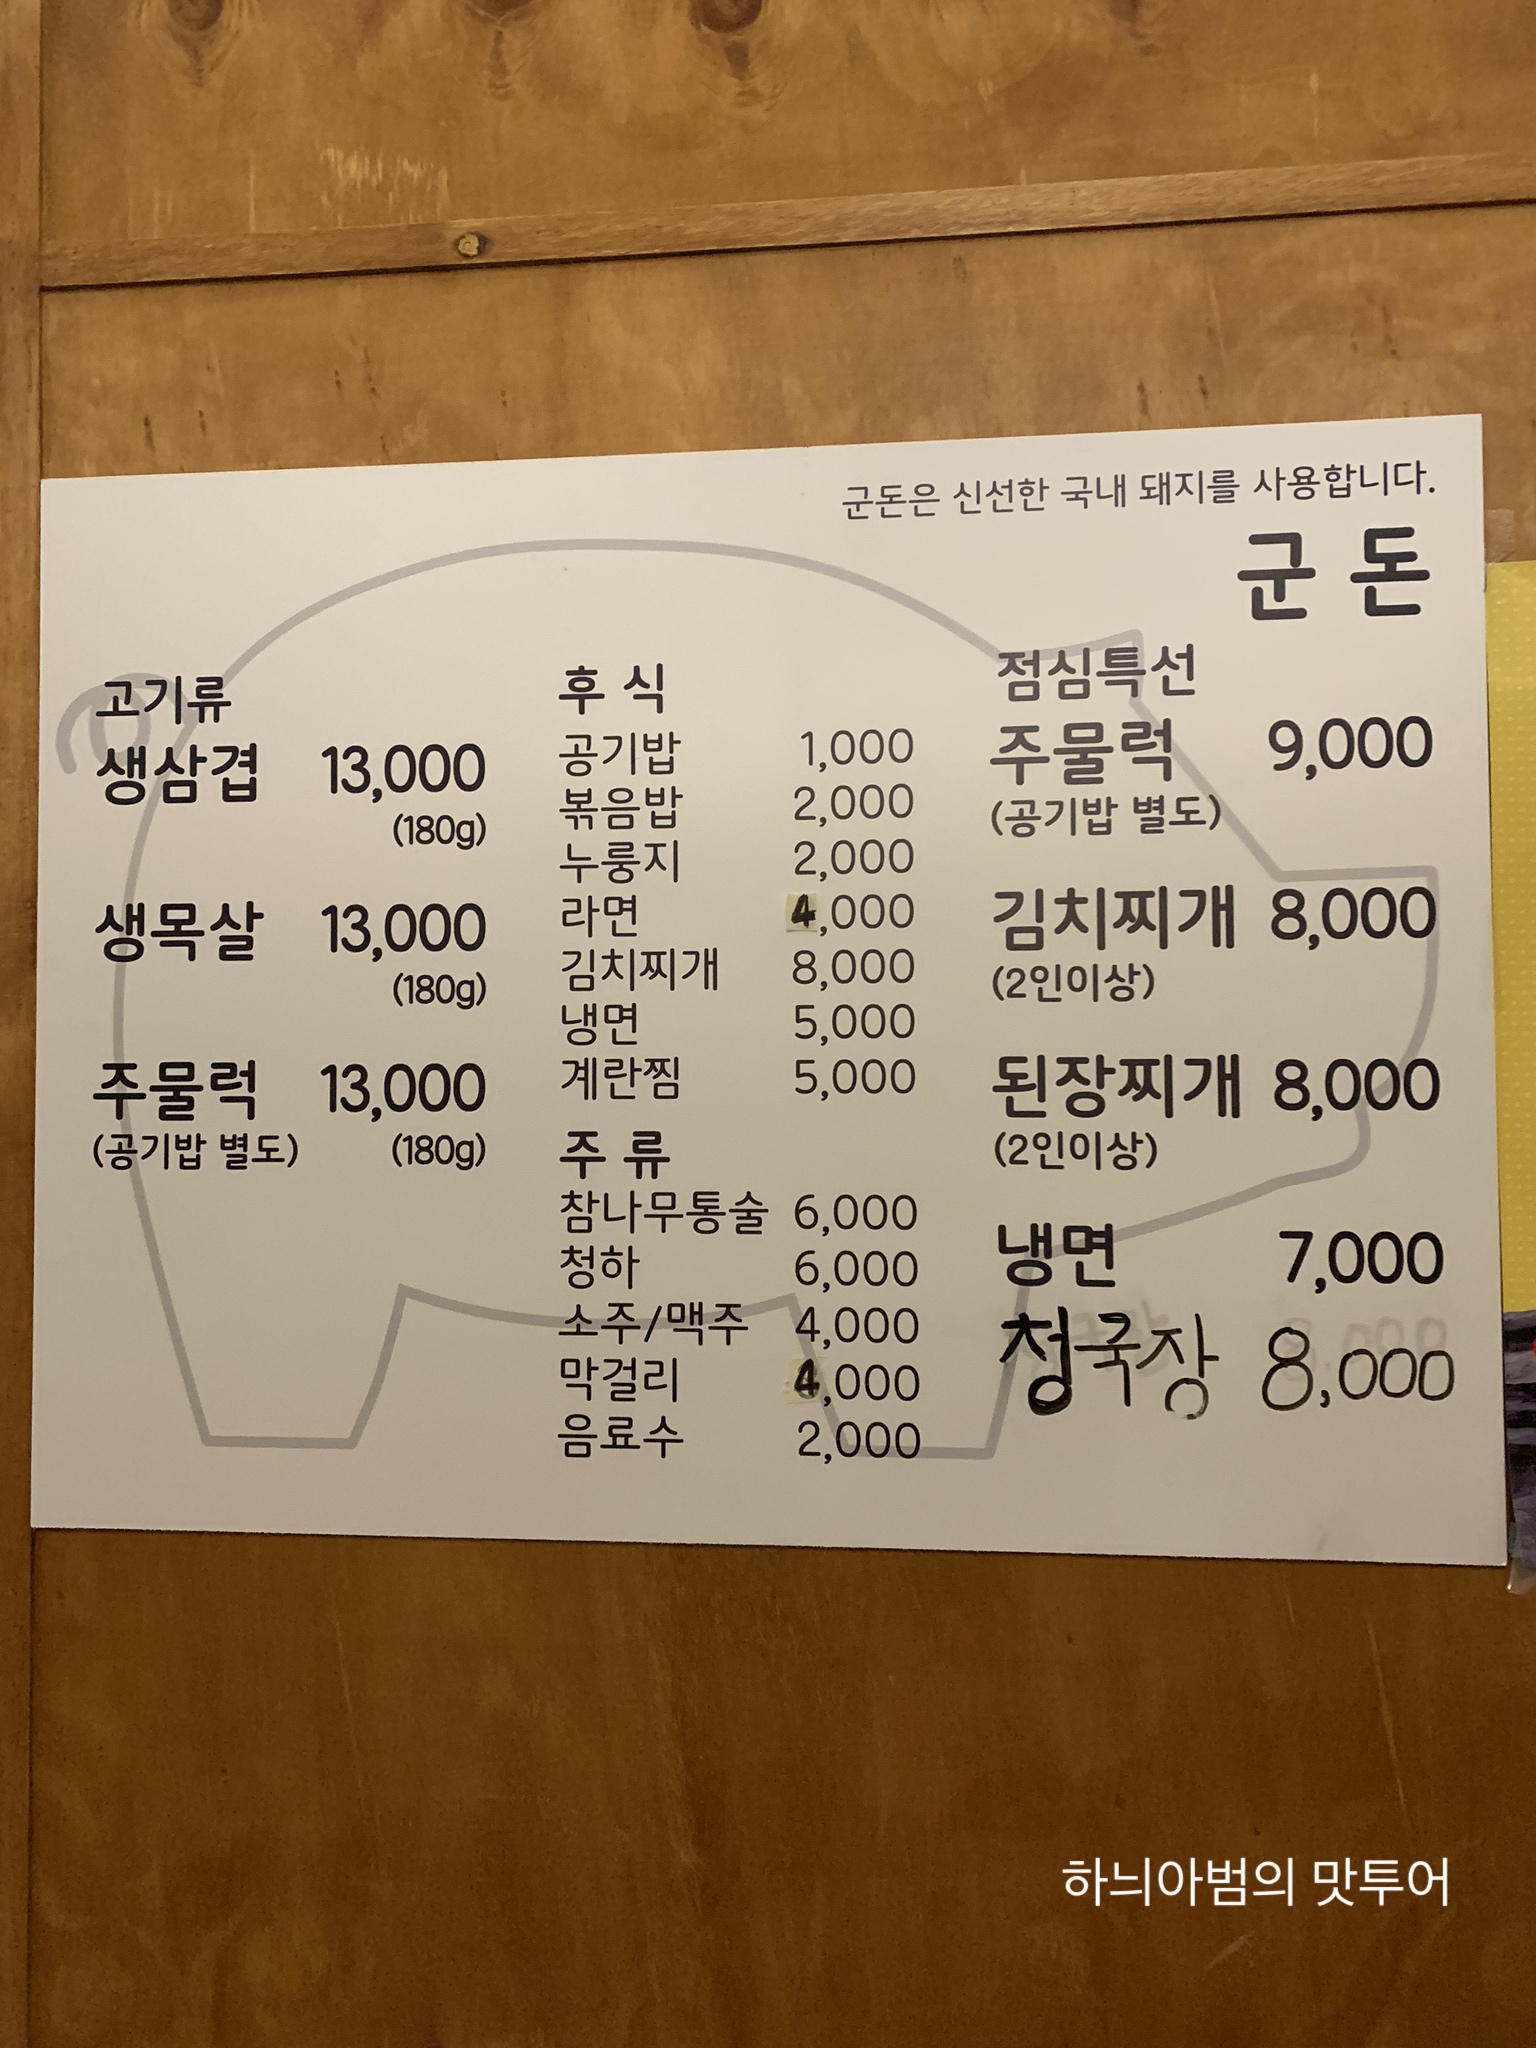 군돈은 신선한 국내 돼지를 사용합니다.
군 돈
고기류
생삼겹 13,000
(180g)
생목살 13,000
(180g)
주물럭 13,000
(공기밥 별도) (180g)
후 식
공기밥 1,000
볶음밥 2,000
누룽지 2,000
라면 4,000
김치찌개 8,000
냉면 5,000
계란찜 5,000
주 류
참나무통술 6,000
청하 6,000
소주/맥주 4,000
막걸리 4,000
음료수 2,000
점심특선
주물럭 9,000
(공기밥 별도)
김치찌개 8,000
(2인이상)
된장찌개 8,000
(2인이상)
냉면 7,000
청국장 8,000
하늬아범의 맛투어